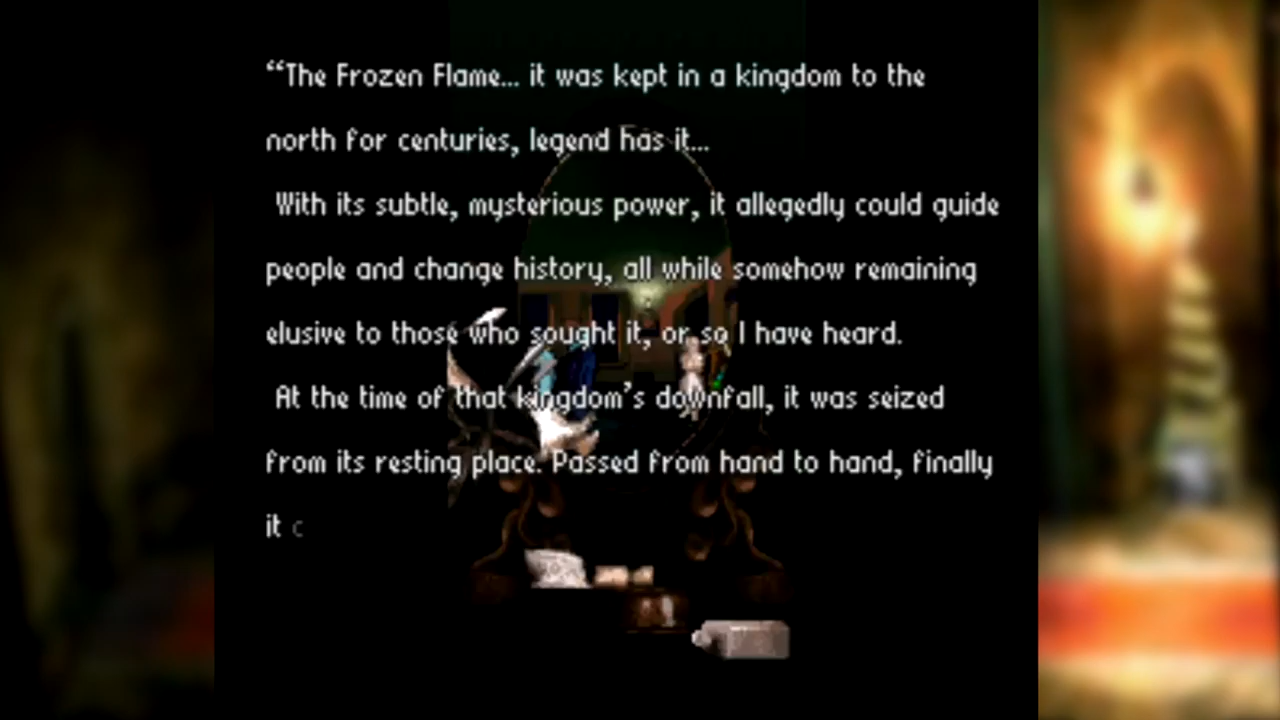 “The Frozen Flame... it was kept in a kingdom to the
north for centuries, legend has it...
With its subtle, mysterious power, it allegedly could guide
people and change history, all while somehow remaining
elusive to those who sought it, or so I have heard.
At the time of that kingdom’s downfall, it was seized
from its resting place. Passed from hand to hand, finally
it c